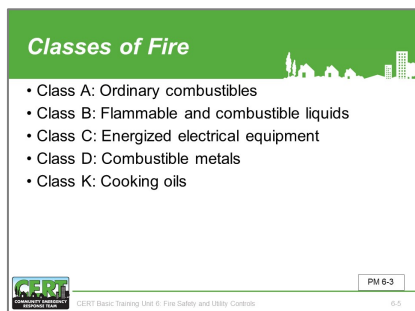 Classes of Fire
• Class A: Ordinary combustibles
• Class B: Flammable and combustible liquids
• Class C: Energized electrical equipment
• Class D: Combustible metals
• Class K: Cooking oils
PM 6-3
CERT
COMMUNITY EMERGENCY
RESPONSE TEAM
CERT Basic Training Unit 6: Fire Safety and Utility Controls
6-5